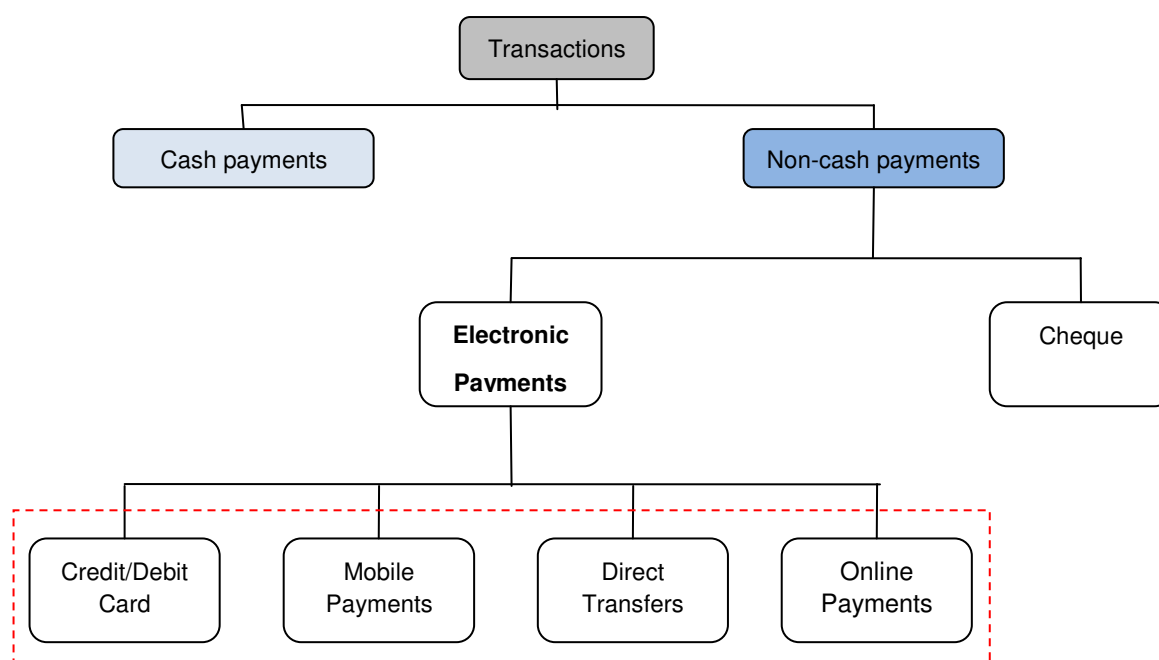 Transactions
Cash payments
Non-cash payments
Electronic
Payments
Cheque
Credit/Debit
Card
Mobile
Payments
Direct
Transfers
Online
Payments